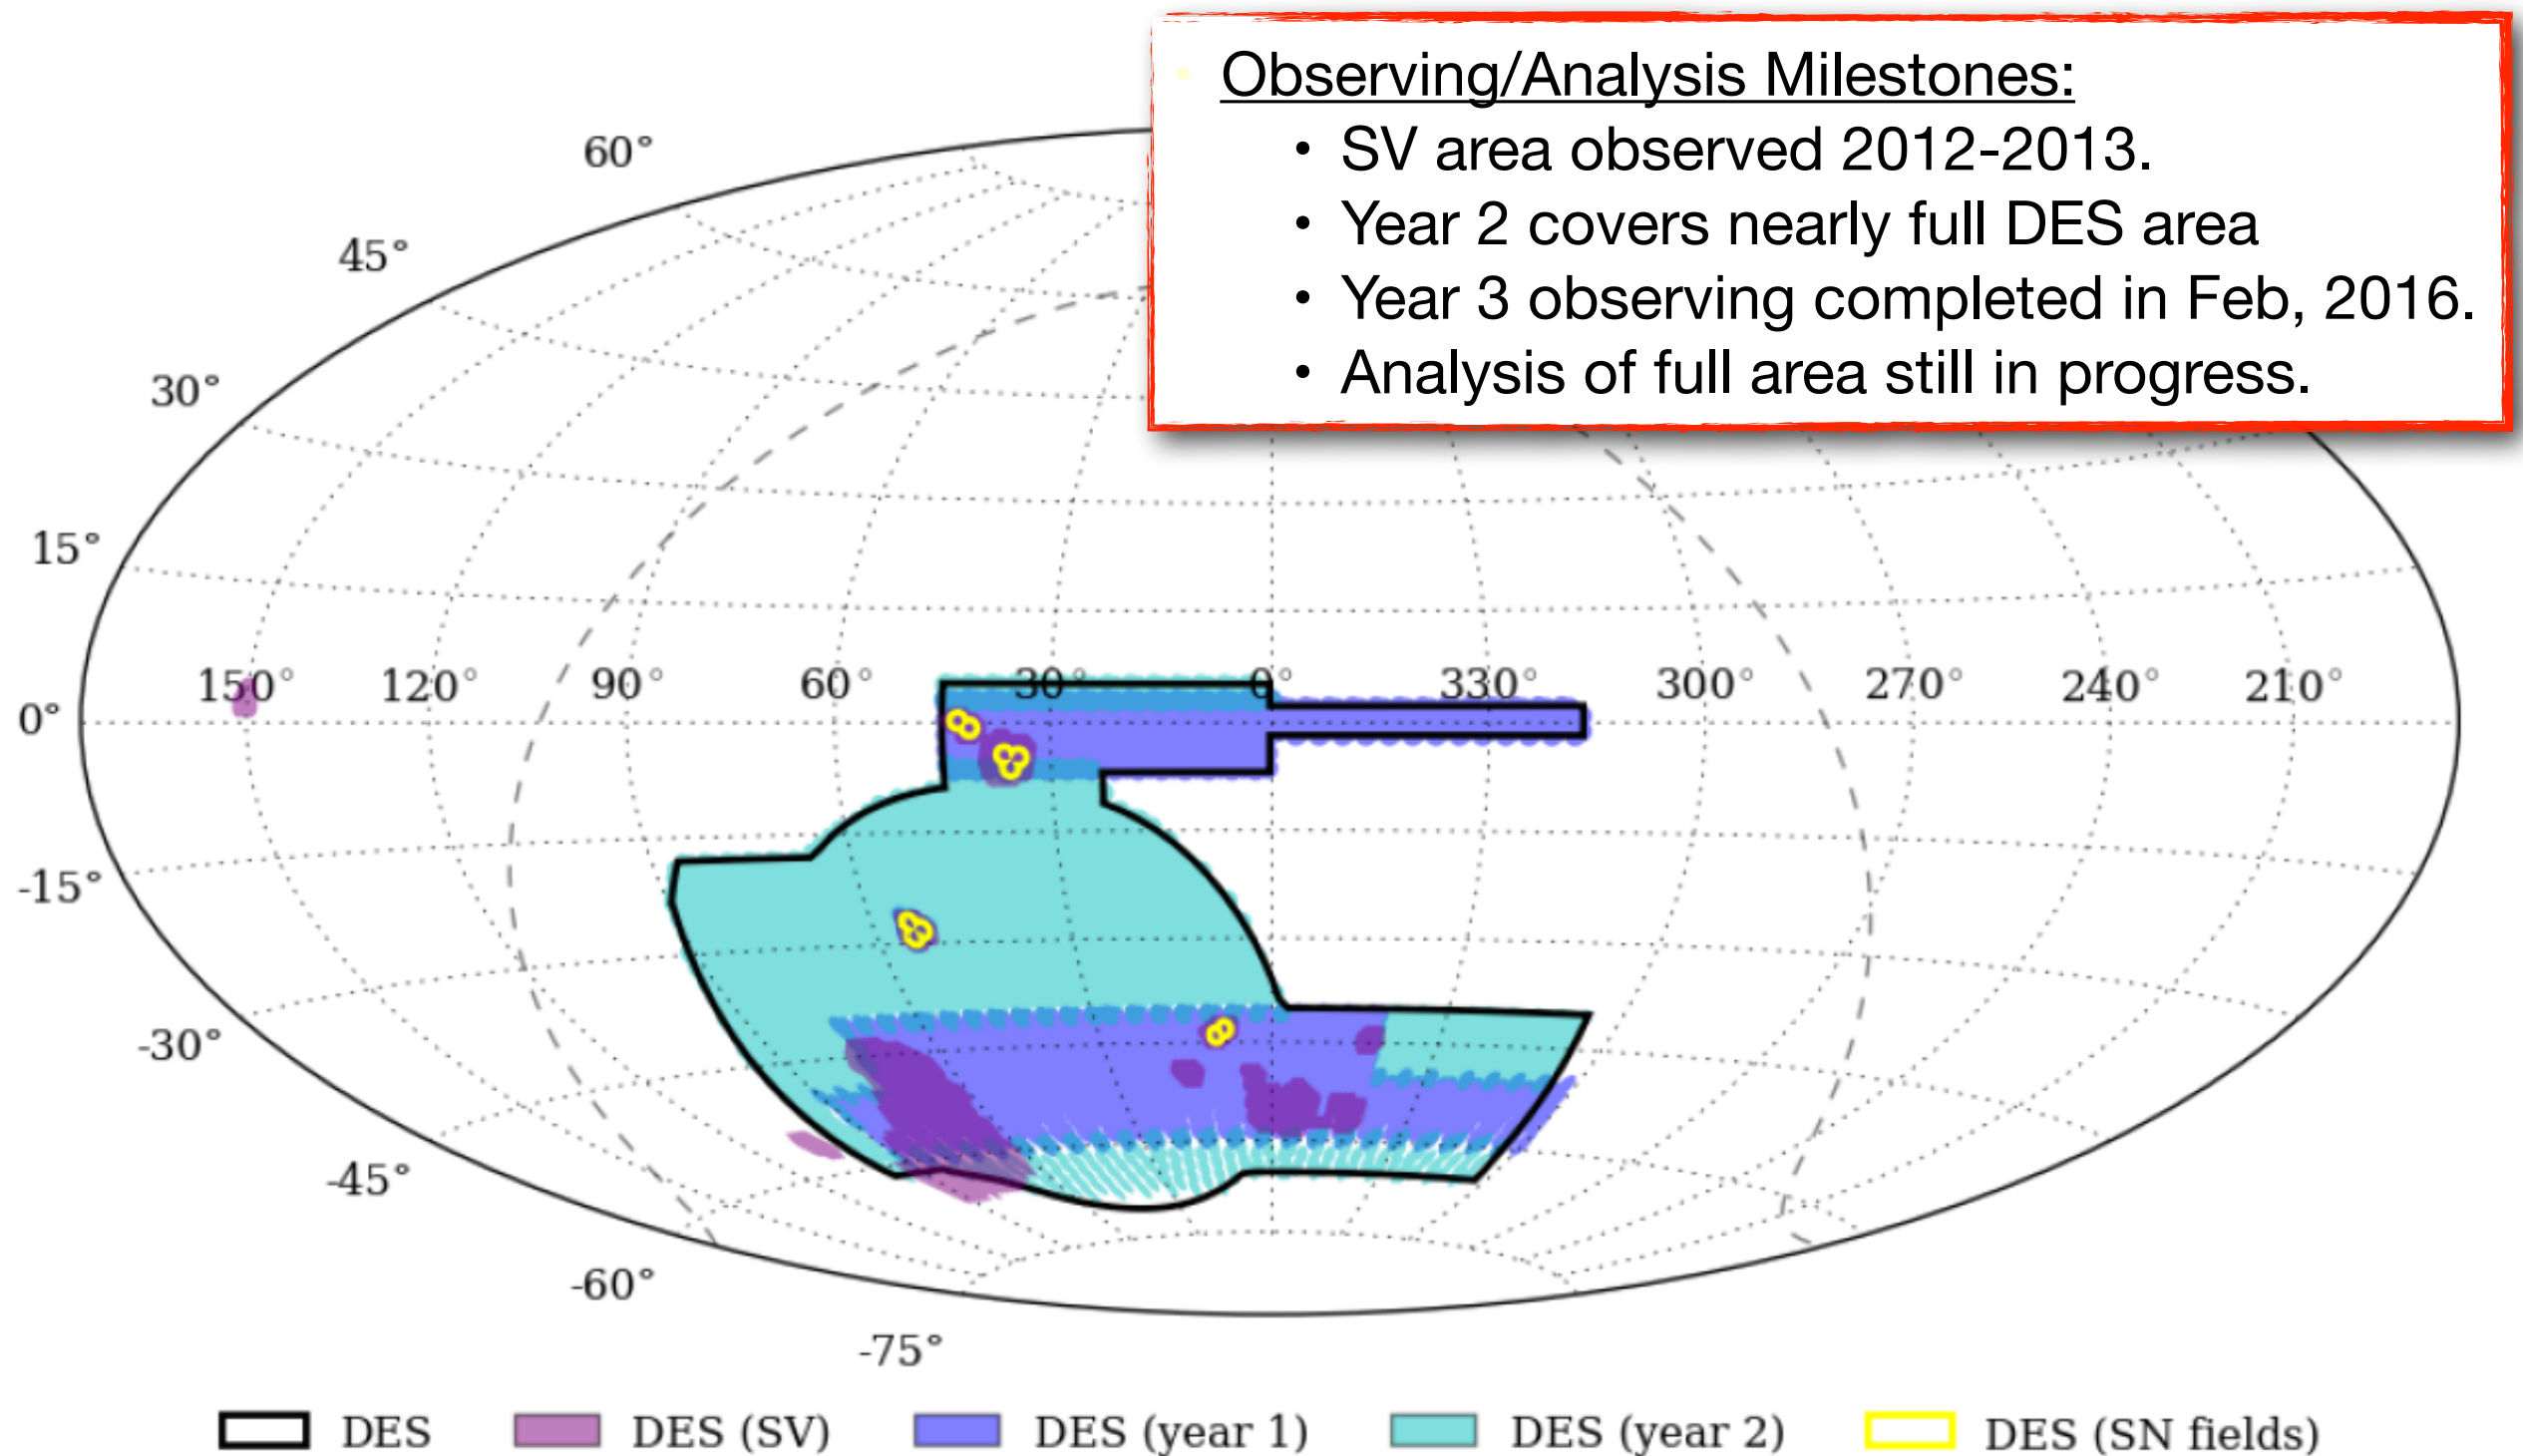 Observing/Analysis Milestones:
• SV area observed 2012-2013.
• Year 2 covers nearly full DES area
• Year 3 observing completed in Feb, 2016.
• Analysis of full area still in progress.
60°
45°
30°
15°
150° 120° 90° 60° 30° 0° 330° 300° 270° 240° 210°
0°
-15°
-30°
-45°
-60°
-75°
DES DES (SV) DES (year 1) DES (year 2) DES (SN fields)